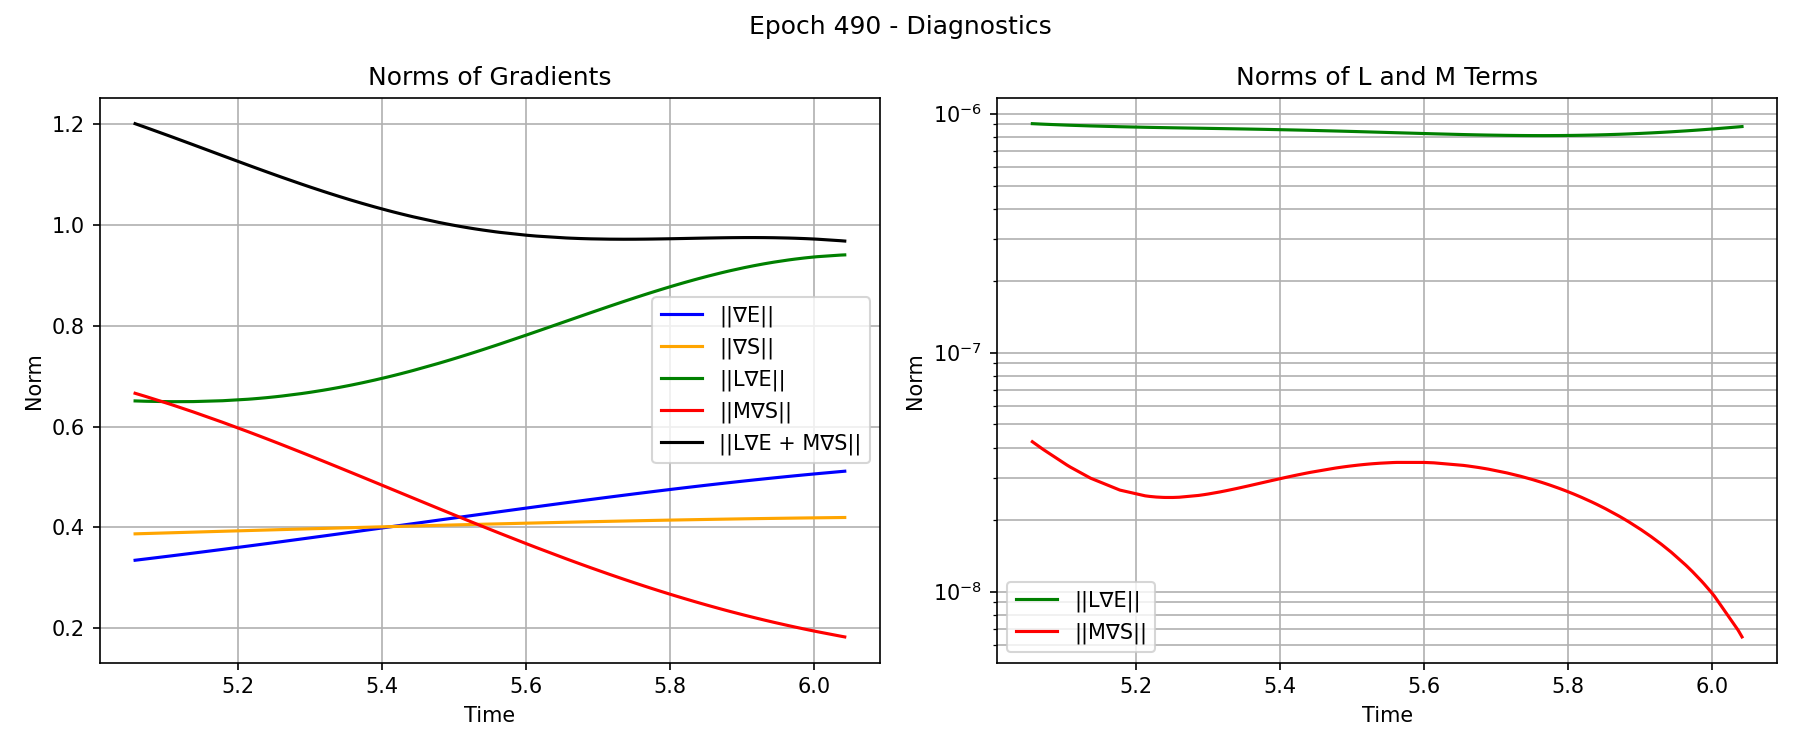 Epoch 490 - Diagnostics
Norms of Gradients
Norm
1.2
1.0
0.8
0.6
0.4
0.2
||∇E||
||∇S||
||L∇E||
||M∇S||
||L∇E + M∇S||
5.2 5.4 5.6 5.8 6.0
Time
Norms of L and M Terms
Norm
10⁻⁶
10⁻⁷
10⁻⁸
||L∇E||
||M∇S||
5.2 5.4 5.6 5.8 6.0
Time